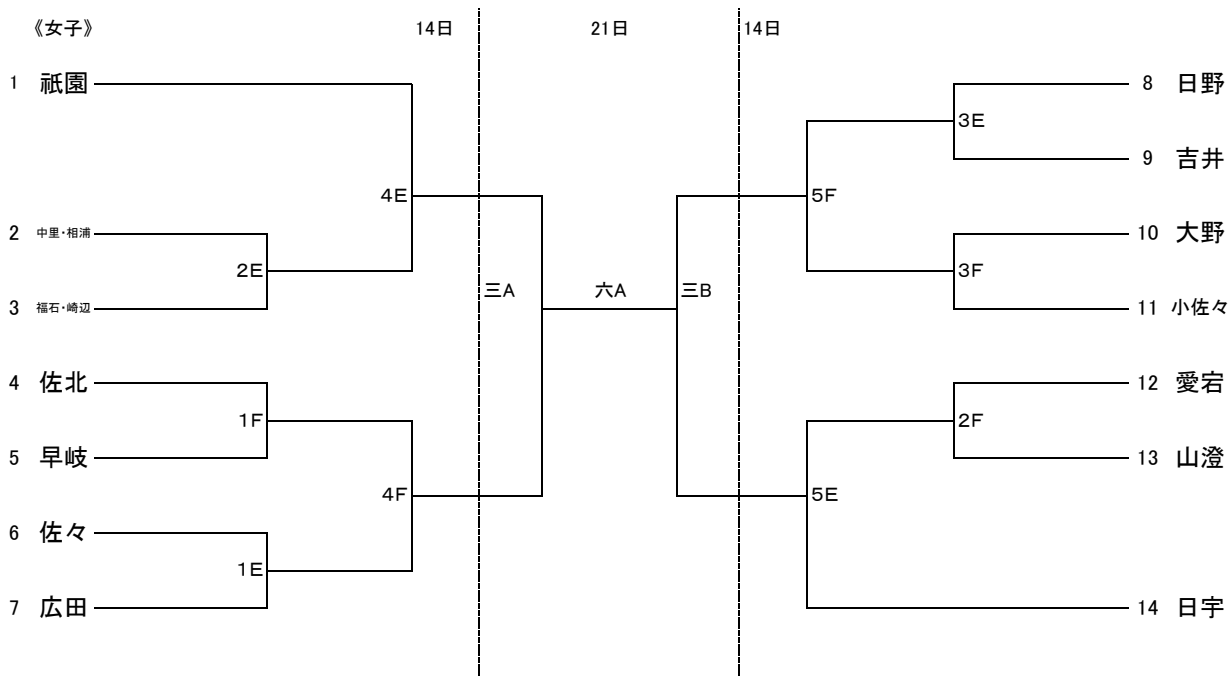 《女子》 14日 21日 14日
1 祇園
8 日野
3E
9 吉井
4E
5F
2 中里・相浦
10 大野
2E
3F
三A 六A 三B
3 福石・崎辺
11 小佐々
4 佐北
12 愛宕
1F
2F
5 早岐
13 山澄
4F
5E
6 佐々
1E
7 広田
14 日宇